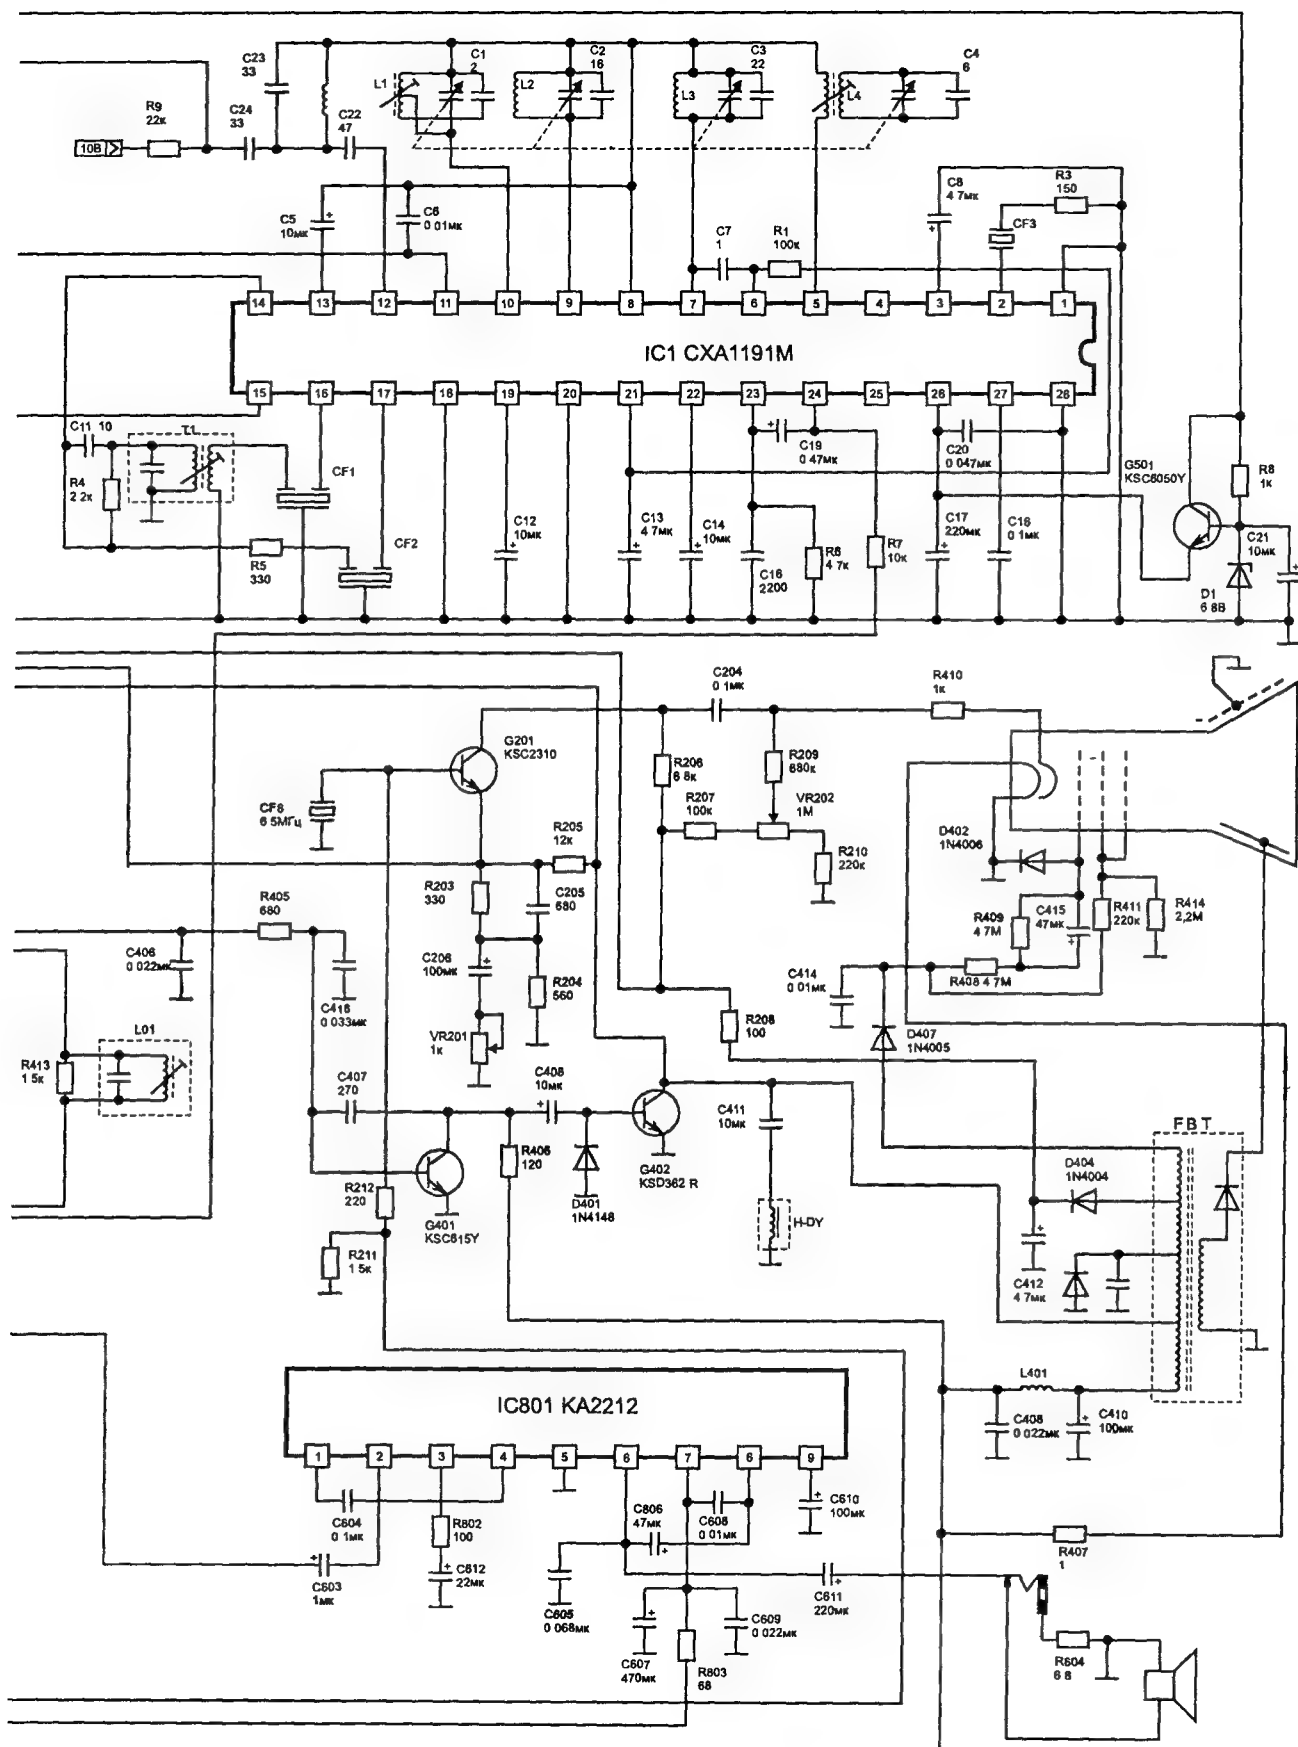 C23
33
C1
2
C2
16
C3
22
C4
6
L1
L2
L3
L4
R9
22к
C24
33
C22
47
10В
C5
10мк
C6
0 01мк
C7
1
R1
100к
C8
4 7мк
R3
150
CF3
14
13
12
11
10
9
8
7
6
5
4
3
2
1
IC1 CXA1191M
15
16
17
18
19
20
21
22
23
24
25
26
27
28
C11 10
T1
R4
2 2к
CF1
CF2
R5
330
C12
10мк
C13
4 7мк
C14
10мк
C19
0 47мк
C16
2200
R6
4 7к
R7
10к
C20
0 047мк
C17
220мк
C18
0 1мк
G501
KSC8050Y
R8
1к
C21
10мк
D1
6 8В
C204
0 1мк
R410
1к
G201
KSC2310
R206
6 8к
R209
680к
CF6
6 5МГц
R207
100к
VR202
1М
R205
12к
R210
220к
D402
1N4006
R203
330
C205
680
R405
680
R409
4 7М
C415
47мк
R411
220к
R414
2,2М
C406
0 022мк
C206
100мк
R204
560
C414
0 01мк
R408 4 7М
C416
0 033мк
L01
VR201
1к
R208
100
D407
1N4005
R413
1 5к
C407
270
C408
10мк
C411
10мк
FBT
R406
120
G402
KSD362 R
D404
1N4004
R212
220
G401
KSC815Y
D401
1N4148
H-DY
R211
1 5к
C412
4 7мк
IC801 KA2212
L401
C408
0 022мк
C410
100мк
1
2
3
4
5
6
7
6
9
C604
0 1мк
R802
100
C806
47мк
C608
0 01мк
C610
100мк
C603
1мк
C612
22мк
R407
1
C605
0 068мк
C611
220мк
C607
470мк
R803
68
C609
0 022мк
R604
6 8